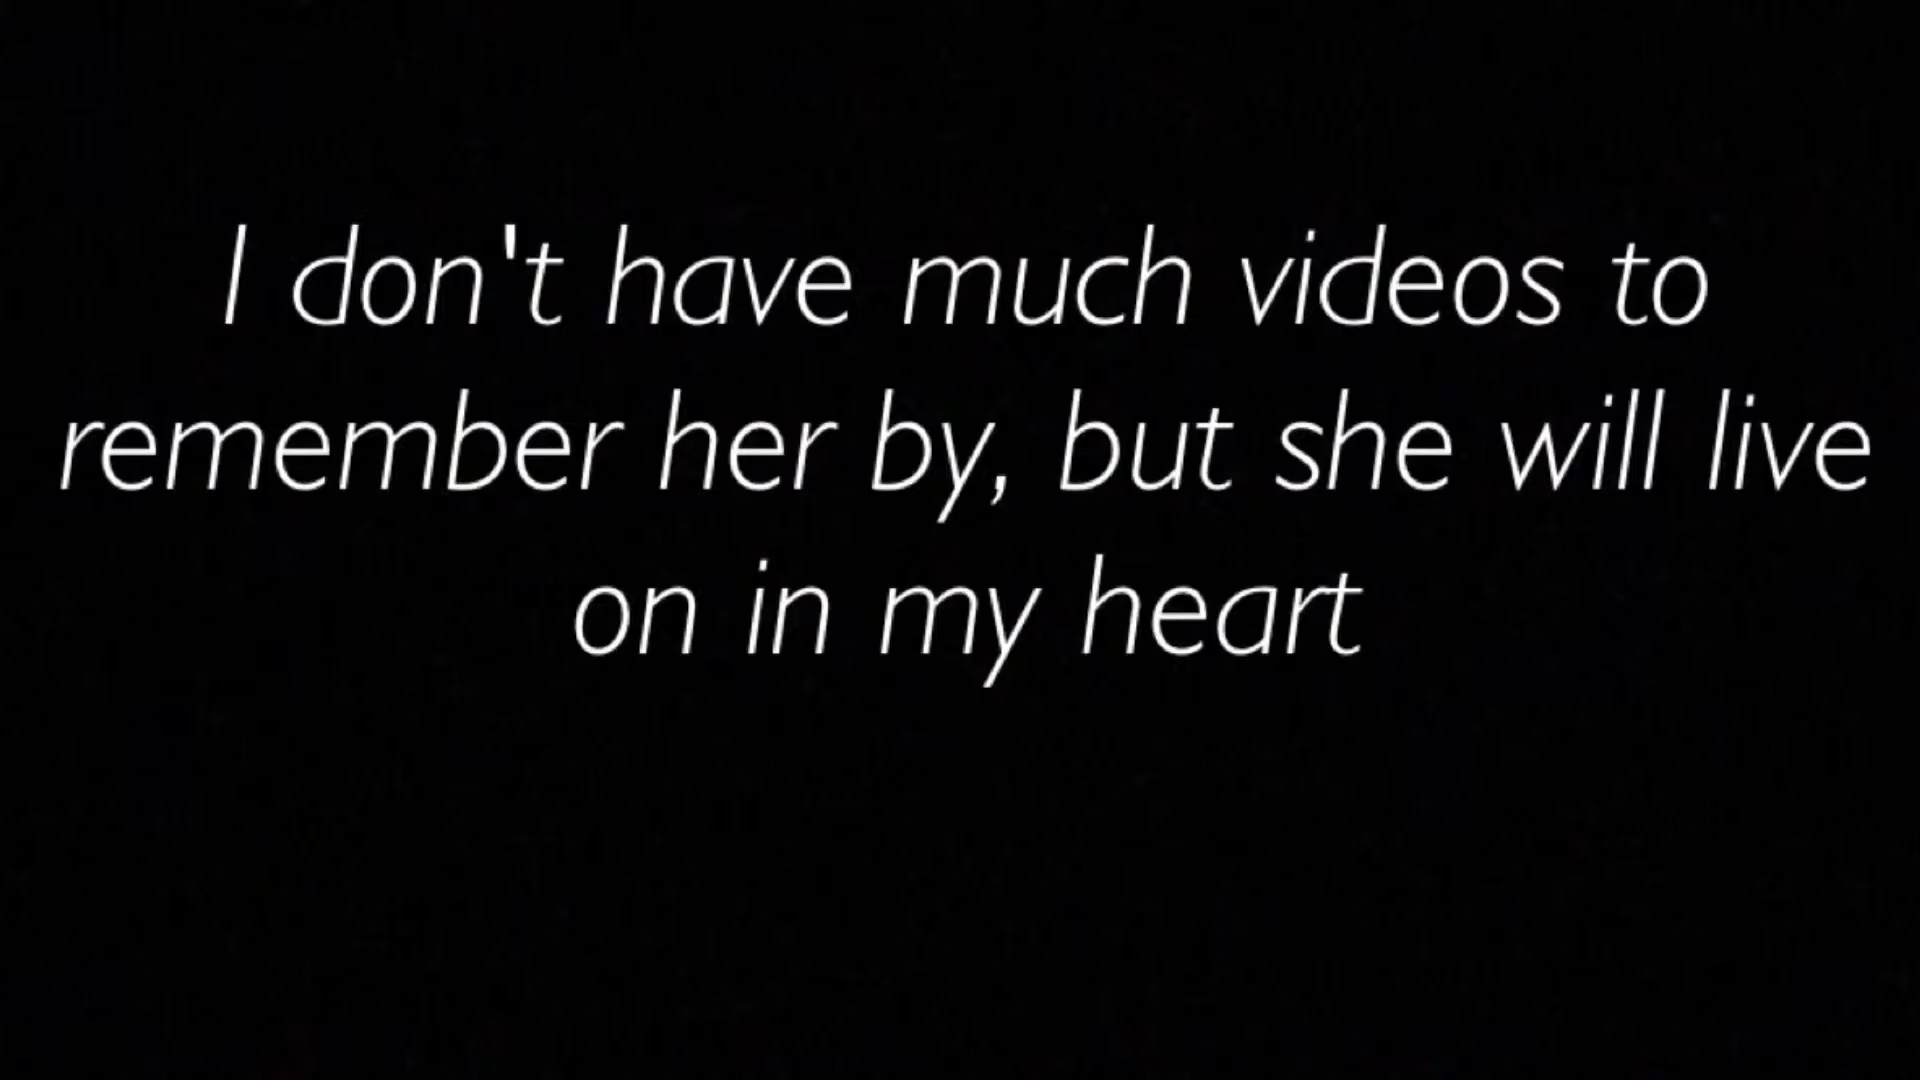 I don't have much videos to
remember her by, but she will live
on in my heart